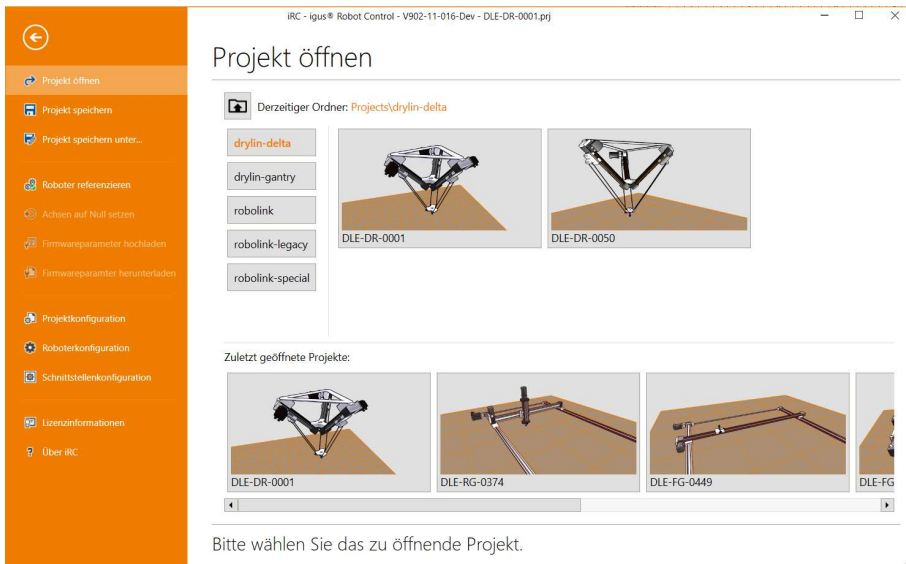 iRC - igus® Robot Control - V902-11-016-Dev - DLE-DR-0001.prj
Projekt öffnen
Projekt speichern
Projekt speichern unter...
Roboter referenzieren
Achsen auf Null setzen
Firmwareparameter hochladen
Firmwareparamter herunterladen
Projektkonfiguration
Roboterkonfiguration
Schnittstellenkonfiguration
Lizenzinformationen
? Über iRC
Projekt öffnen
Derzeitiger Ordner: Projects\drylin-delta
drylin-delta
drylin-gantry
robolink
robolink-legacy
robolink-special
DLE-DR-0001
DLE-DR-0050
Zuletzt geöffnete Projekte:
DLE-DR-0001
DLE-RG-0374
DLE-FG-0449
DLE-FG
Bitte wählen Sie das zu öffnende Projekt.